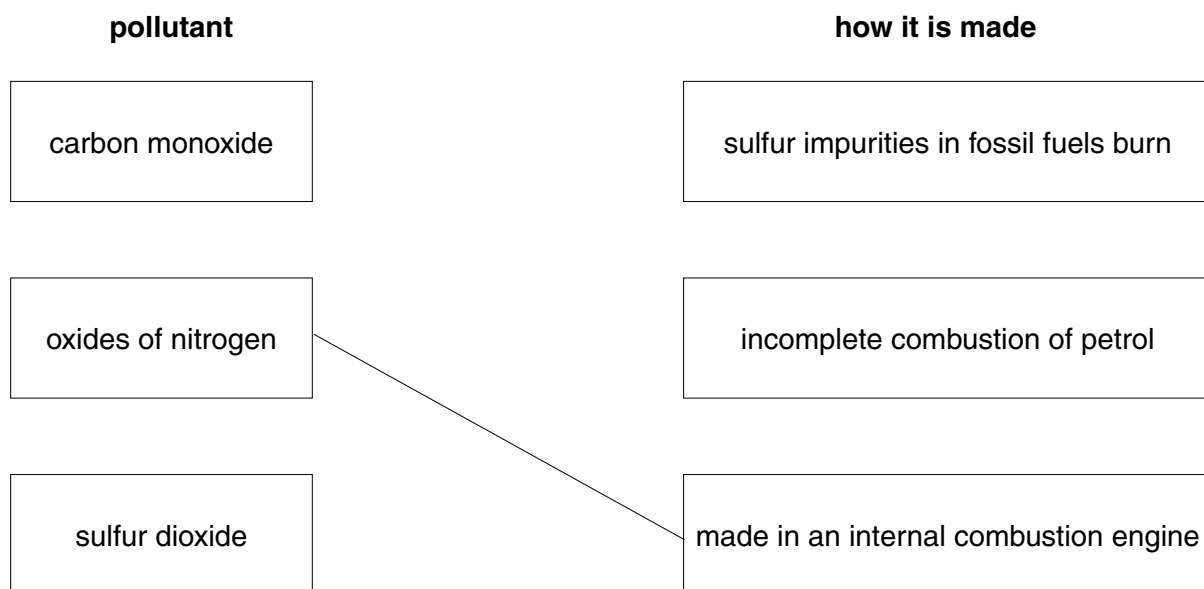 pollutant
how it is made
carbon monoxide
sulfur impurities in fossil fuels burn
oxides of nitrogen
incomplete combustion of petrol
sulfur dioxide
made in an internal combustion engine